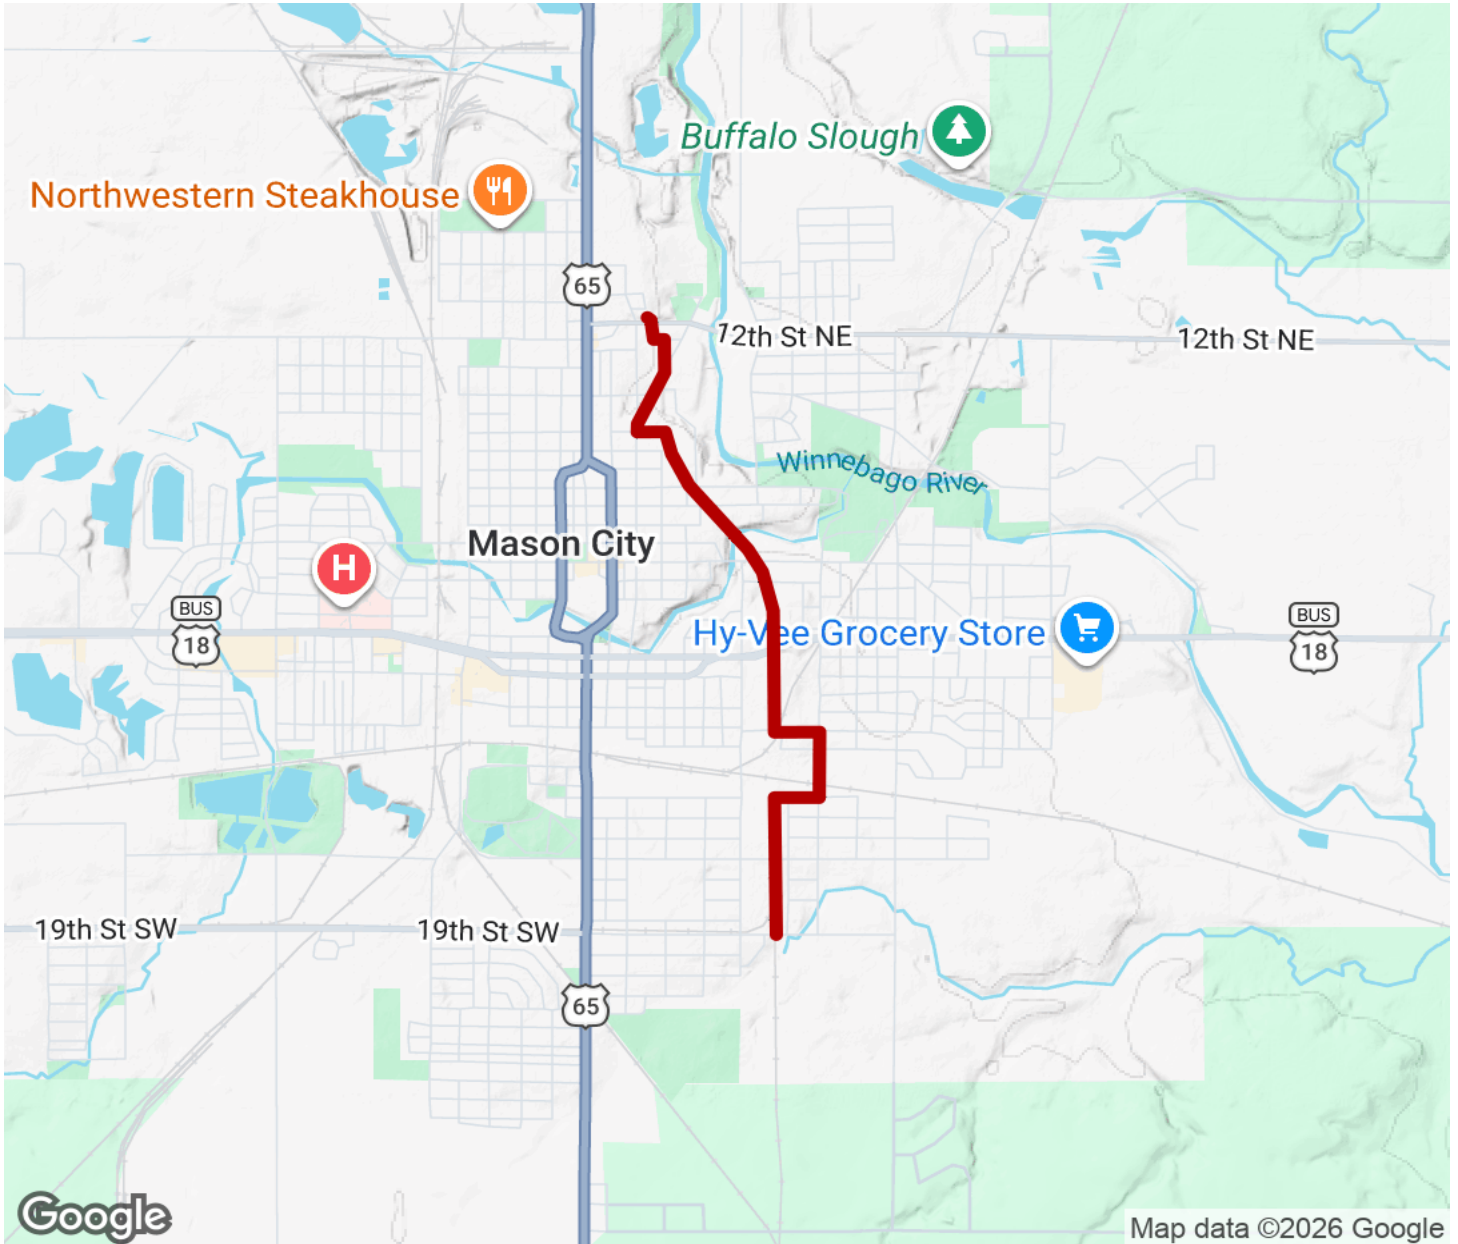 Buffalo Slough
Northwestern Steakhouse
65
12th St NE
12th St NE
Winnebago River
Mason City
H
BUS
18
Hy-Vee Grocery Store
BUS
18
19th St SW
19th St SW
65
Google
Map data ©2026 Google